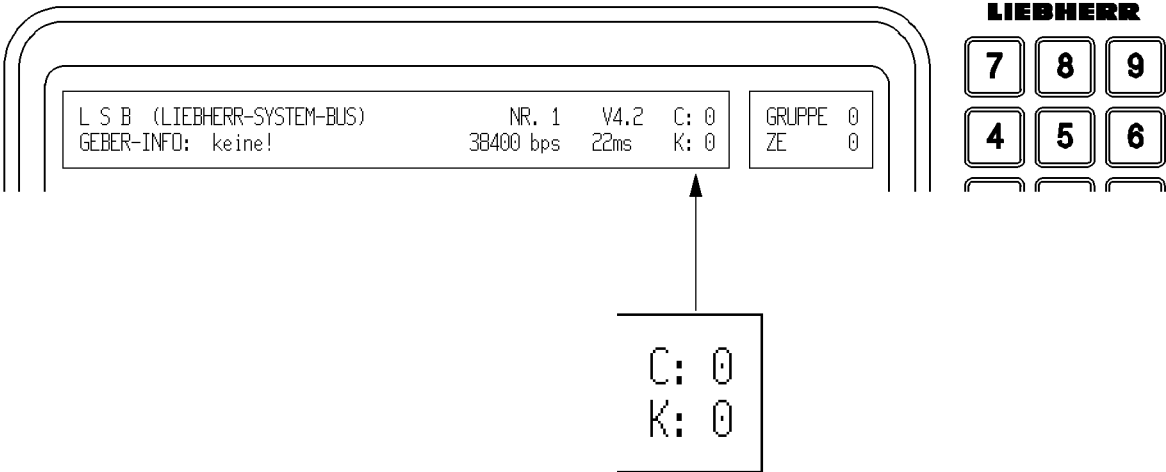 LIEBHERR
7 8 9
L S B (LIEBHERR-SYSTEM-BUS) NR. 1 V4.2 C: 0 GRUPPE 0
GEBER-INFO: keine! 38400 bps 22ms K: 0 ZE 0
4 5 6
C: 0
K: 0